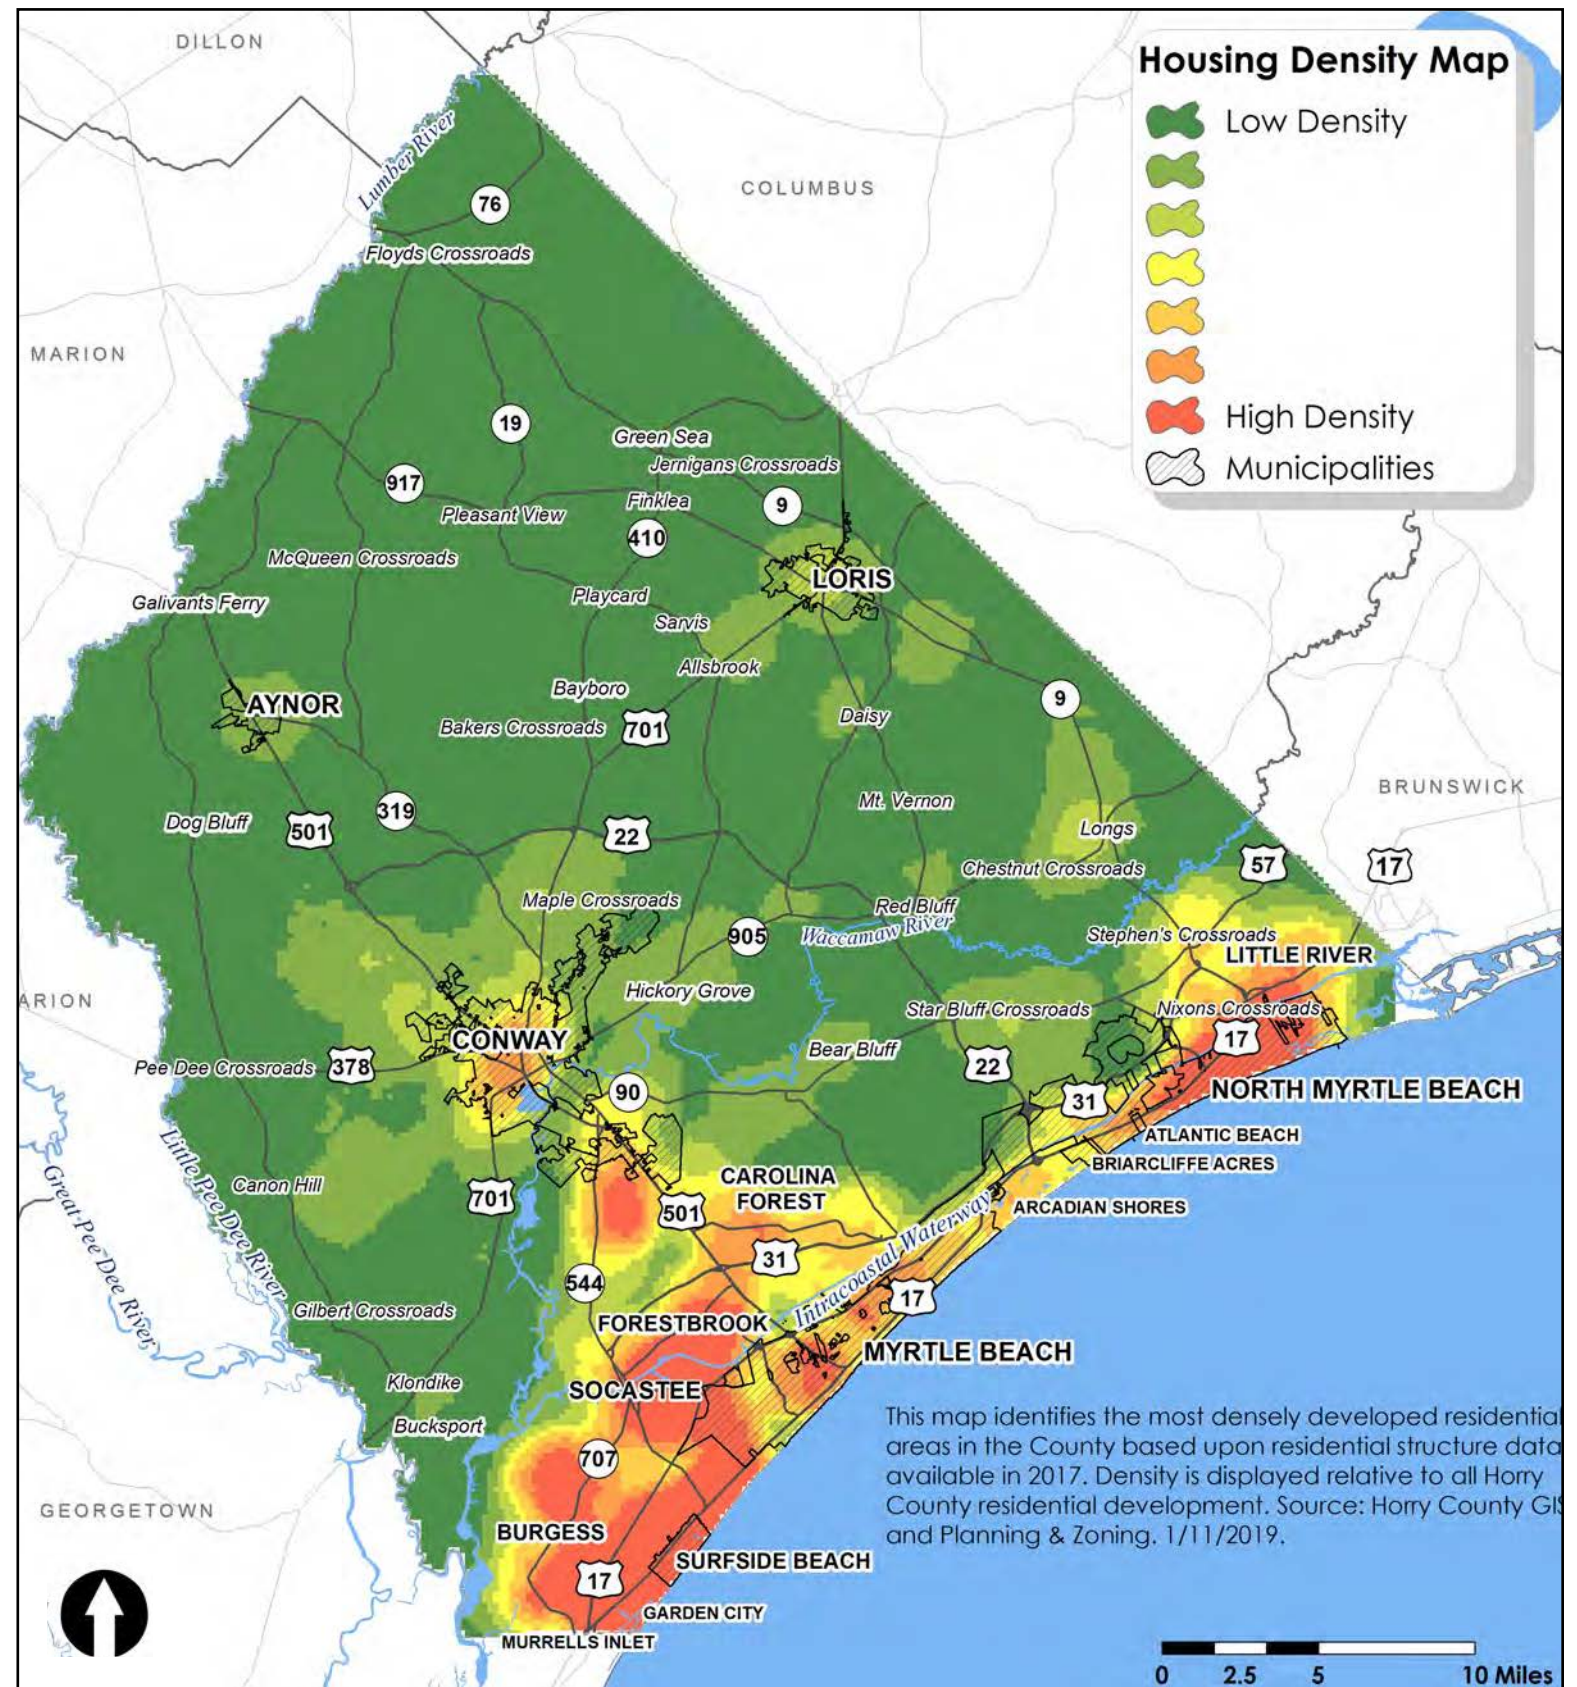 DILLON
Housing Density Map
Low Density
High Density
Municipalities
COLUMBUS
Lumber River
76
Floyds Crossroads
MARION
19
Green Sea
Jernigans Crossroads
917
Finklea
9
Pleasant View
410
McQueen Crossroads
LORIS
Galivants Ferry
Playcard
Sarvis
Allsbrook
Bayboro
AYNOR
9
Bakers Crossroads
701
Daisy
BRUNSWICK
319
Mt. Vernon
Dog Bluff
501
22
Longs
57
17
Chestnut Crossroads
Maple Crossroads
Red Bluff
905
Waccamaw River
Stephen's Crossroads
LITTLE RIVER
ARION
Hickory Grove
Star Bluff Crossroads
Nixons Crossroads
CONWAY
17
Bear Bluff
Pee Dee Crossroads
378
22
90
31
NORTH MYRTLE BEACH
ATLANTIC BEACH
BRIARCLIFFE ACRES
Little Pee Dee River
Great Pee Dee River
Canon Hill
701
CAROLINA
FOREST
501
ARCADIAN SHORES
Intracoastal Waterway
31
544
17
Gilbert Crossroads
FORESTBROOK
MYRTLE BEACH
Klondike
SOCASTEE
Bucksport
707
This map identifies the most densely developed residential
areas in the County based upon residential structure data
available in 2017. Density is displayed relative to all Horry
County residential development. Source: Horry County GIS
and Planning & Zoning. 1/11/2019.
GEORGETOWN
BURGESS
SURFSIDE BEACH
17
GARDEN CITY
MURRELLS INLET
0 2.5 5 10 Miles